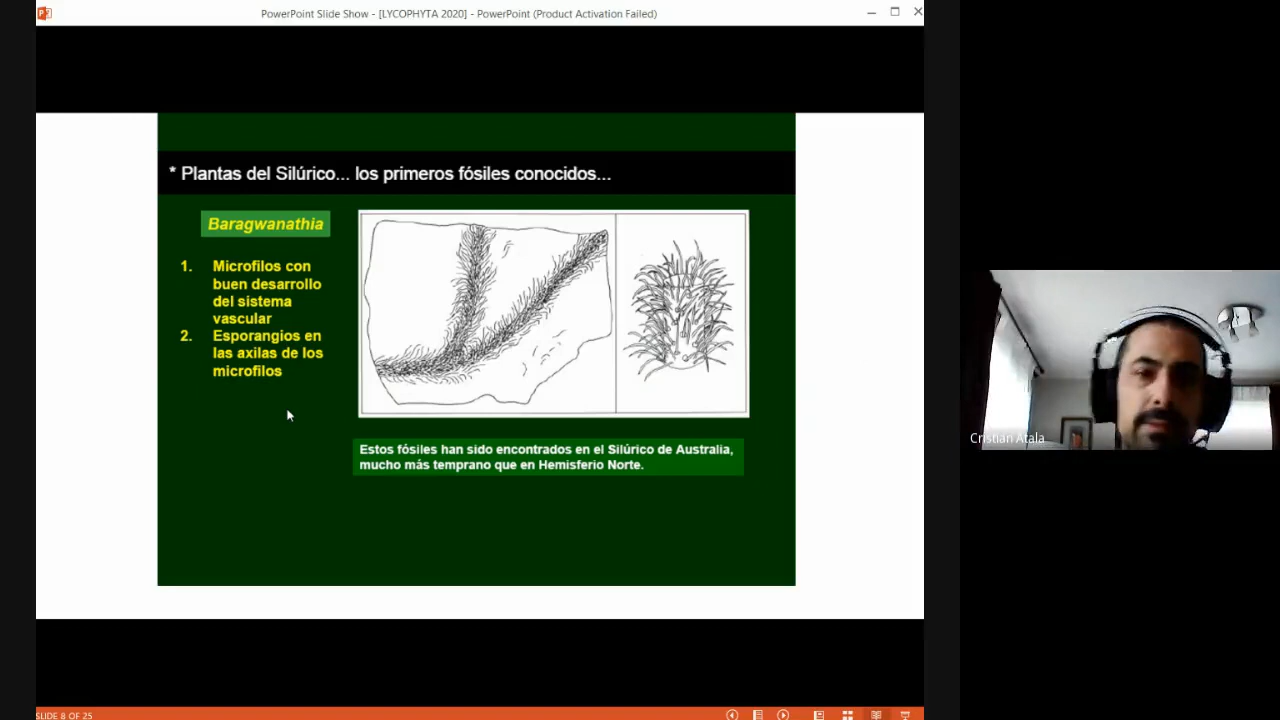 PowerPoint Slide Show - [LYCOPHYTA 2020] - PowerPoint (Product Activation Failed)
* Plantas del Silúrico... los primeros fósiles conocidos...
Baragwanathia
1. Microfilos con
buen desarrollo
del sistema
vascular
2. Esporangios en
las axilas de los
microfilos
Estos fósiles han sido encontrados en el Silúrico de Australia,
mucho más temprano que en Hemisferio Norte.
Cristian Atala
SLIDE 8 OF 25